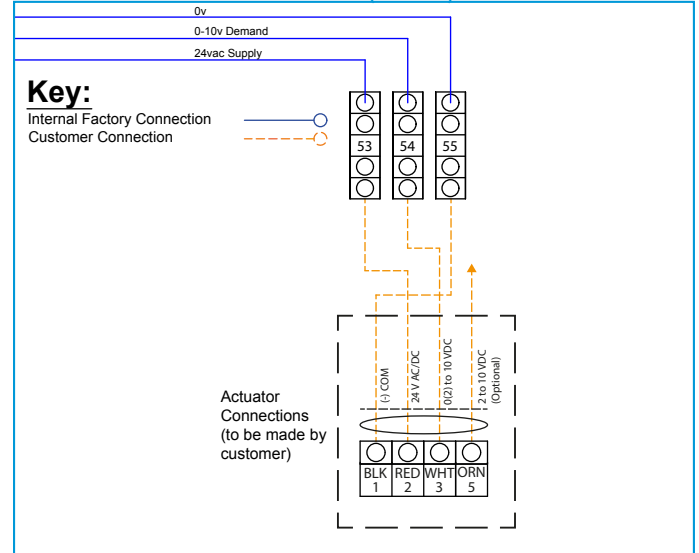 0v
0-10v Demand
24vac Supply
Key:
Internal Factory Connection
Customer Connection
53 54 55
(-) COM
24 V AC/DC
0(2) to 10 VDC
2 to 10 VDC
(Optional)
Actuator
Connections
(to be made by
customer)
BLK RED WHT ORN
1 2 3 5